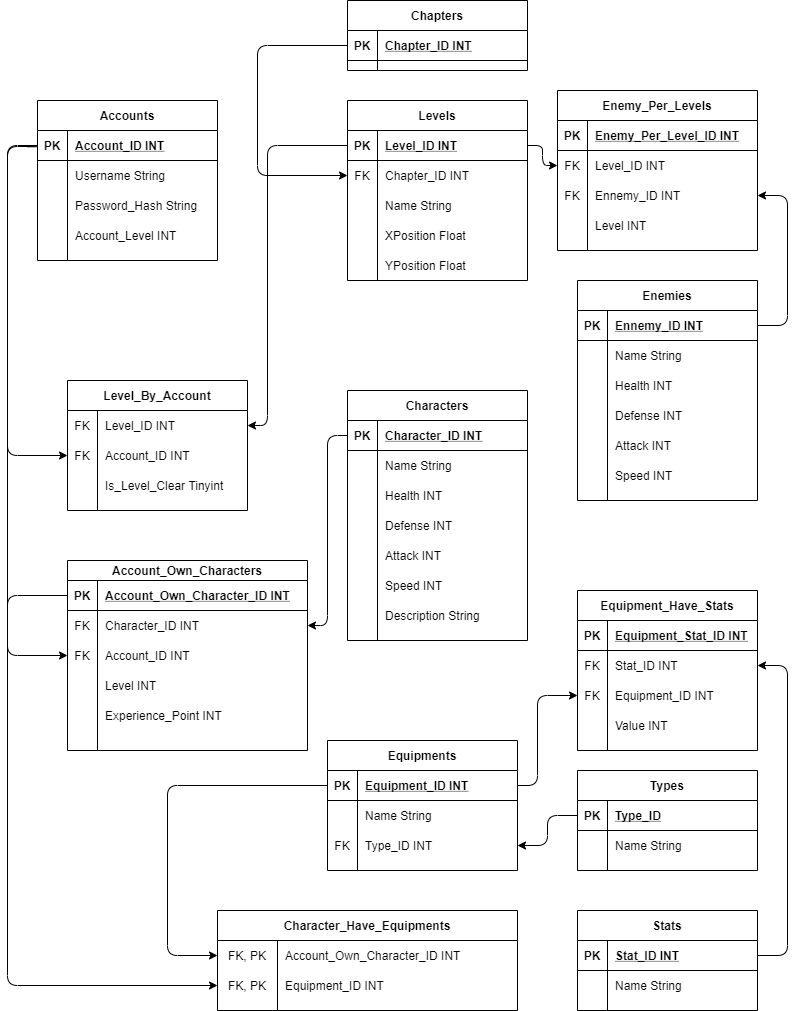 Chapters
PK Chapter_ID INT
Accounts
PK Account_ID INT
Username String
Password_Hash String
Account_Level INT
Levels
PK Level_ID INT
FK Chapter_ID INT
Name String
XPosition Float
YPosition Float
Enemy_Per_Levels
PK Enemy_Per_Level_ID INT
FK Level_ID INT
FK Ennemy_ID INT
Level INT
Enemies
PK Ennemy_ID INT
Name String
Health INT
Defense INT
Attack INT
Speed INT
Level_By_Account
FK Level_ID INT
FK Account_ID INT
Is_Level_Clear Tinyint
Characters
PK Character_ID INT
Name String
Health INT
Defense INT
Attack INT
Speed INT
Description String
Account_Own_Characters
PK Account_Own_Character_ID INT
FK Character_ID INT
FK Account_ID INT
Level INT
Experience_Point INT
Equipment_Have_Stats
PK Equipment_Stat_ID INT
FK Stat_ID INT
FK Equipment_ID INT
Value INT
Equipments
PK Equipment_ID INT
Name String
FK Type_ID INT
Types
PK Type_ID
Name String
Character_Have_Equipments
FK, PK Account_Own_Character_ID INT
FK, PK Equipment_ID INT
Stats
PK Stat_ID INT
Name String